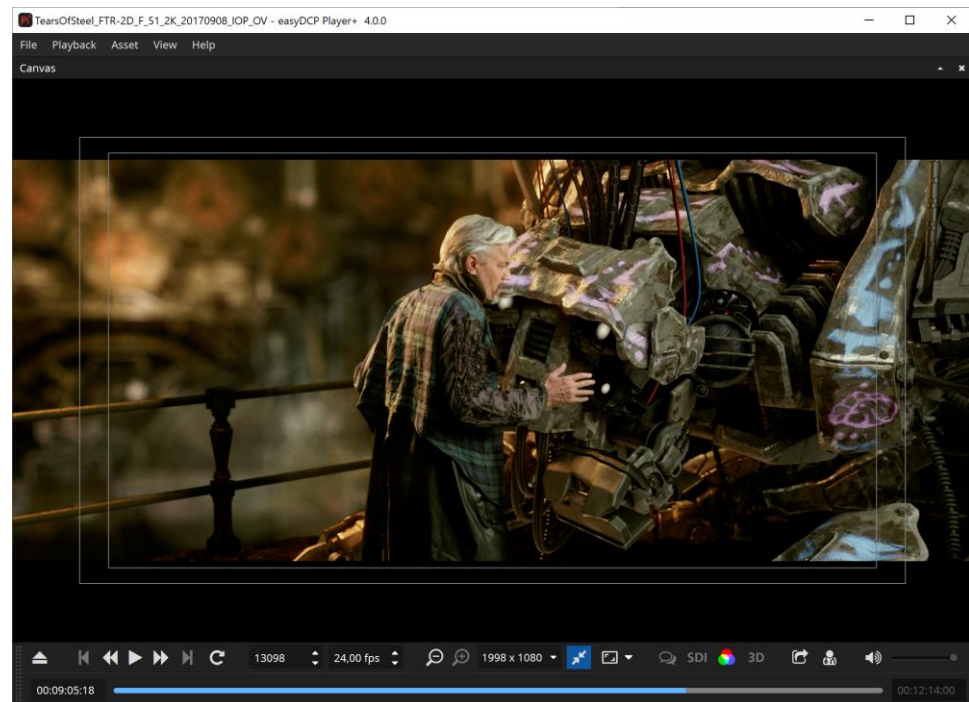 TearsOfSteel_FTR-2D_F_51_2K_20170908_IOP_OV - easyDCP Player+ 4.0.0
File Playback Asset View Help
Canvas
13098 24,00 fps 1998 x 1080 SDI 3D
00:09:05:18 00:12:14:00